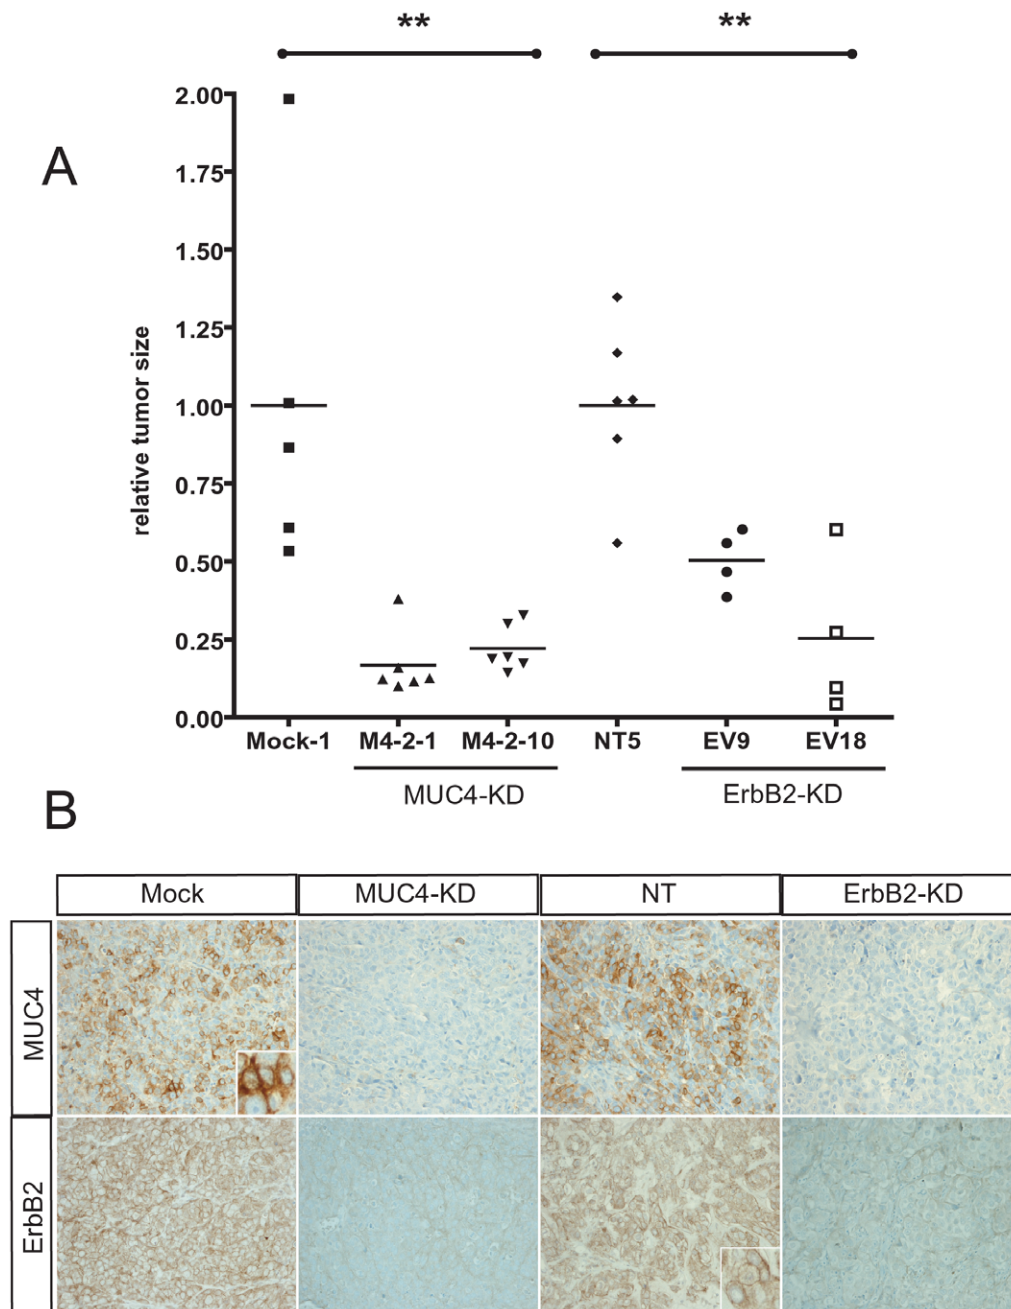 ** **
A
relative tumor size
2.00
1.75
1.50
1.25
1.00
0.75
0.50
0.25
0.00
Mock-1 M4-2-1 M4-2-10 NT5 EV9 EV18
MUC4-KD ErbB2-KD
B
Mock MUC4-KD NT ErbB2-KD
MUC4
ErbB2